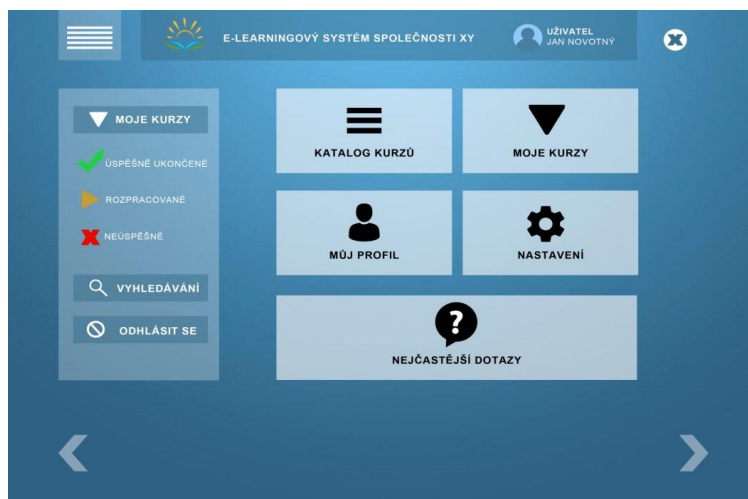 E-LEARNINGOVÝ SYSTÉM SPOLEČNOSTI XY
UŽIVATEL
JAN NOVOTNÝ
MOJE KURZY
ÚSPĚŠNĚ UKONČENÉ
ROZPRACOVANÉ
NEÚSPĚŠNÉ
VYHLEDÁVÁNÍ
ODHLÁSIT SE
KATALOG KURZŮ
MOJE KURZY
MŮJ PROFIL
NASTAVENÍ
NEJČASTĚJŠÍ DOTAZY